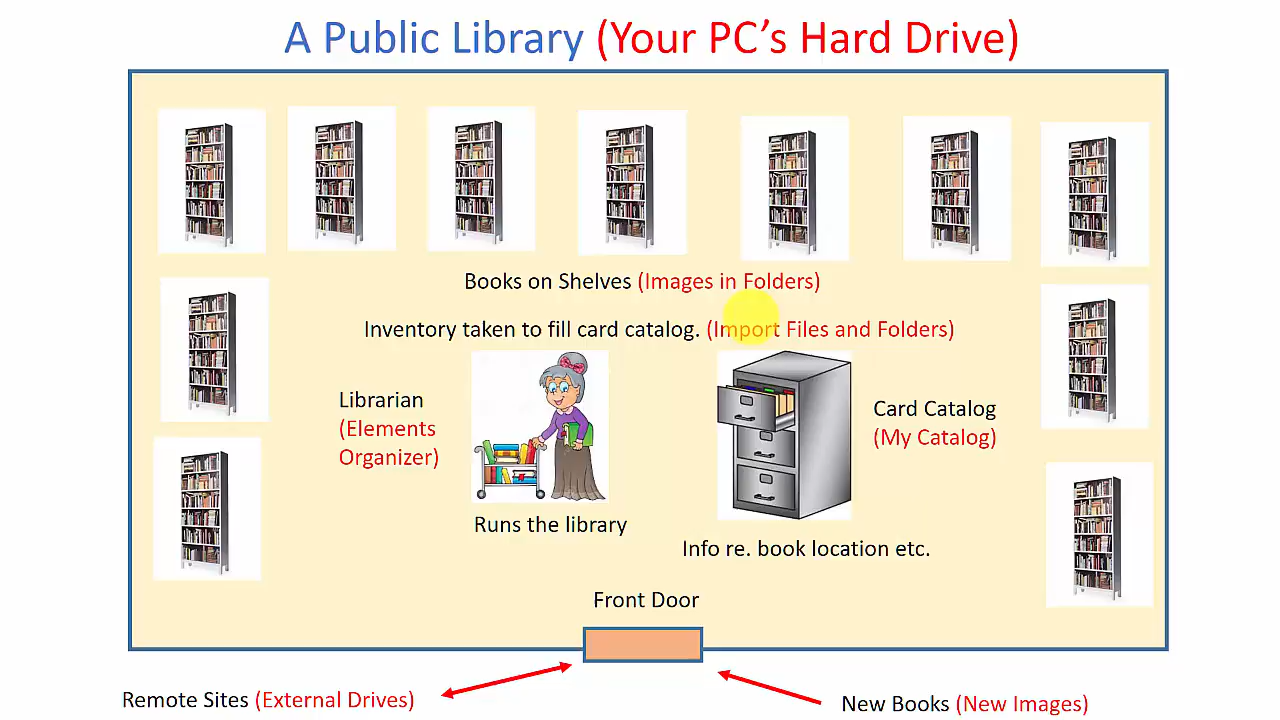 A Public Library (Your PC’s Hard Drive)
Books on Shelves (Images in Folders)
Inventory taken to fill card catalog. (Import Files and Folders)
Librarian
(Elements
Organizer)
Card Catalog
(My Catalog)
Runs the library
Info re. book location etc.
Front Door
Remote Sites (External Drives)
New Books (New Images)